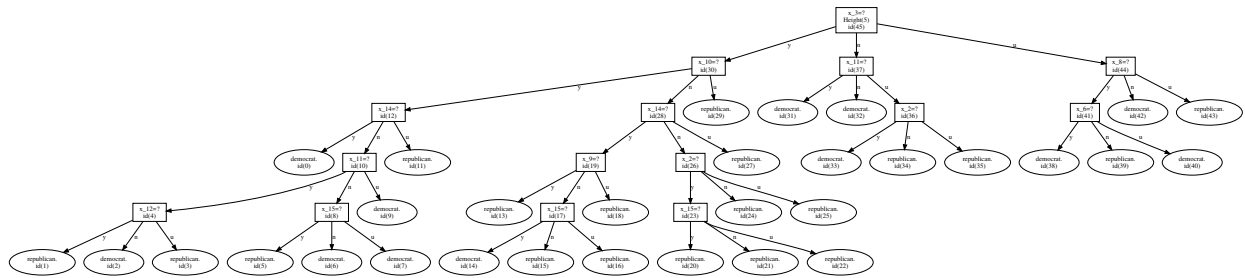 x_3=?
Height(5)
id(45)
y
n
u
x_10=?
id(30)
x_11=?
id(37)
x_8=?
id(44)
y
n
u
y
n
u
y
n
u
x_14=?
id(12)
x_14=?
id(28)
republican.
id(29)
democrat.
id(31)
democrat.
id(32)
x_2=?
id(36)
x_6=?
id(41)
democrat.
id(42)
republican.
id(43)
y
n
u
y
n
u
y
n
u
y
n
u
democrat.
id(0)
x_11=?
id(10)
republican.
id(11)
x_9=?
id(19)
x_2=?
id(26)
republican.
id(27)
democrat.
id(33)
republican.
id(34)
republican.
id(35)
democrat.
id(38)
republican.
id(39)
democrat.
id(40)
y
n
u
y
n
u
y
n
u
x_12=?
id(4)
x_15=?
id(8)
democrat.
id(9)
republican.
id(13)
x_15=?
id(17)
republican.
id(18)
x_15=?
id(23)
republican.
id(24)
republican.
id(25)
y
n
u
y
n
u
y
n
u
y
n
u
republican.
id(1)
democrat.
id(2)
republican.
id(3)
republican.
id(5)
democrat.
id(6)
democrat.
id(7)
democrat.
id(14)
republican.
id(15)
republican.
id(16)
republican.
id(20)
republican.
id(21)
republican.
id(22)